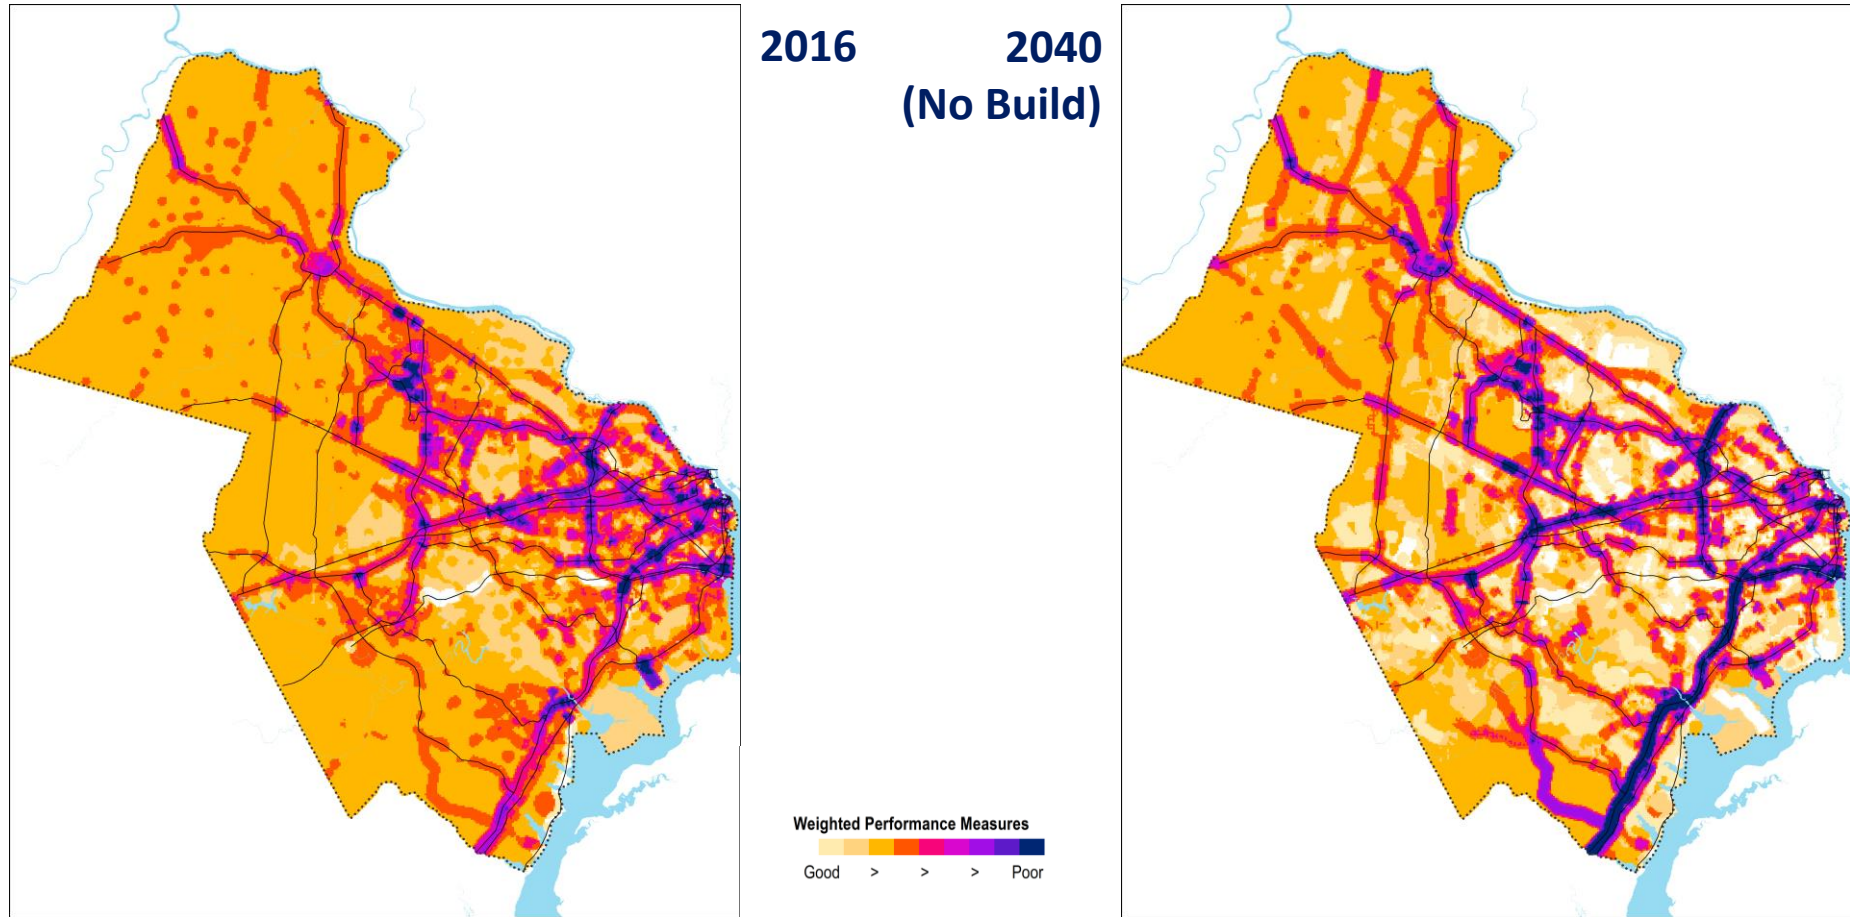 2016
2040
(No Build)
Weighted Performance Measures
Good > > > Poor